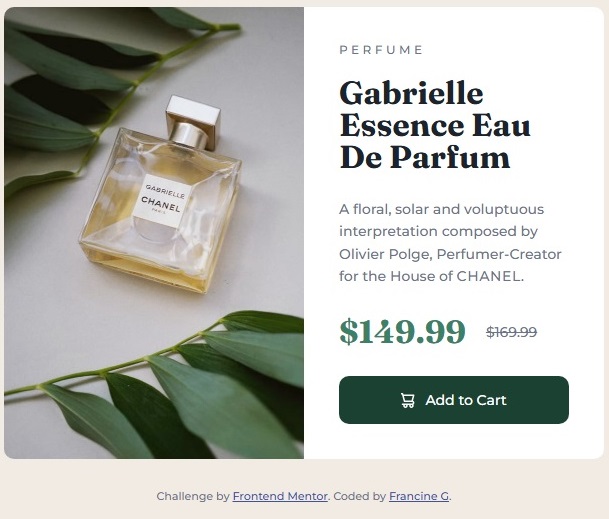 GABRIELLE
CHANEL
PARIS
PERFUME
Gabrielle
Essence Eau
De Parfum
A floral, solar and voluptuous
interpretation composed by
Olivier Polge, Perfumer-Creator
for the House of CHANEL.
$149.99 $169.99
Add to Cart
Challenge by Frontend Mentor. Coded by Francine G.